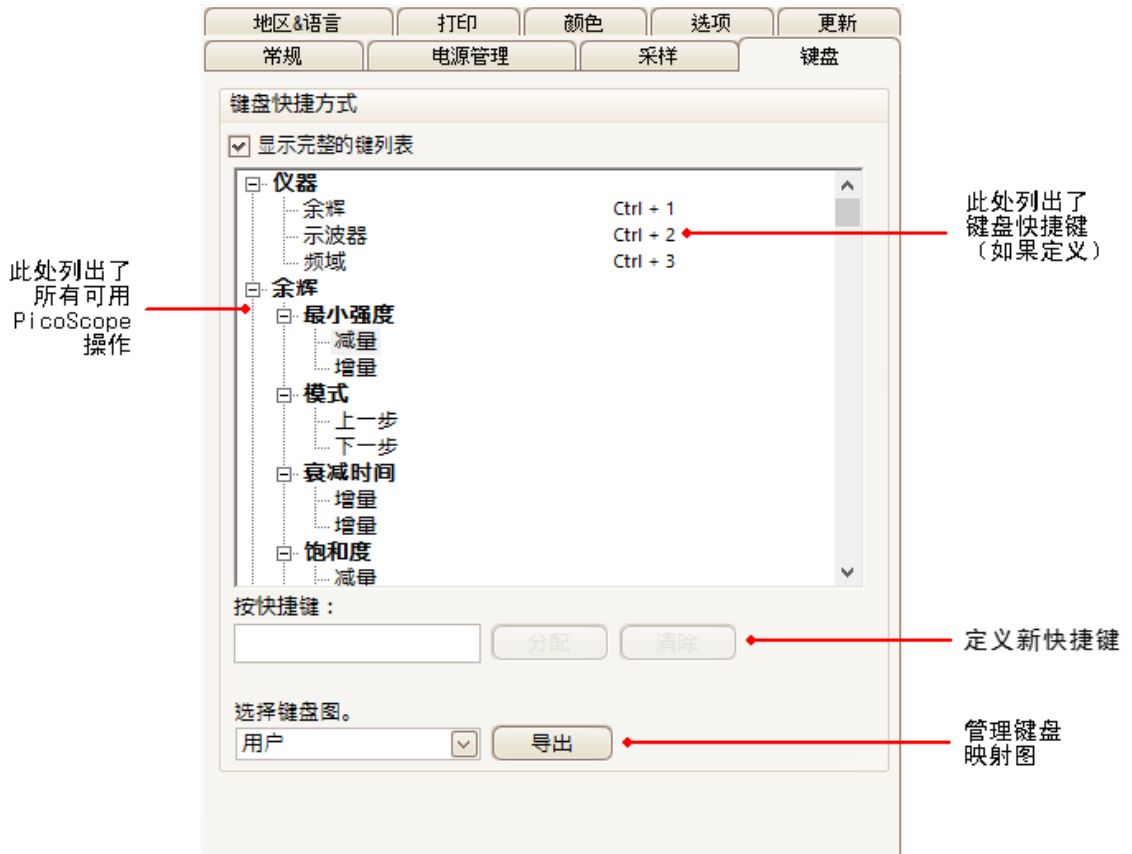 地区&语言
打印
颜色
选项
更新
常规
电源管理
采样
键盘
键盘快捷方式
显示完整的键列表
仪器
余辉 Ctrl + 1
示波器 Ctrl + 2
频域 Ctrl + 3
余辉
最小强度
减量
增量
模式
上一步
下一步
衰减时间
增量
增量
饱和度
减量
按快捷键：
分配
清除
选择键盘图。
用户
导出
此处列出了
所有可用
PicoScope
操作
此处列出了
键盘快捷键
（如果定义）
定义新快捷键
管理键盘
映射图